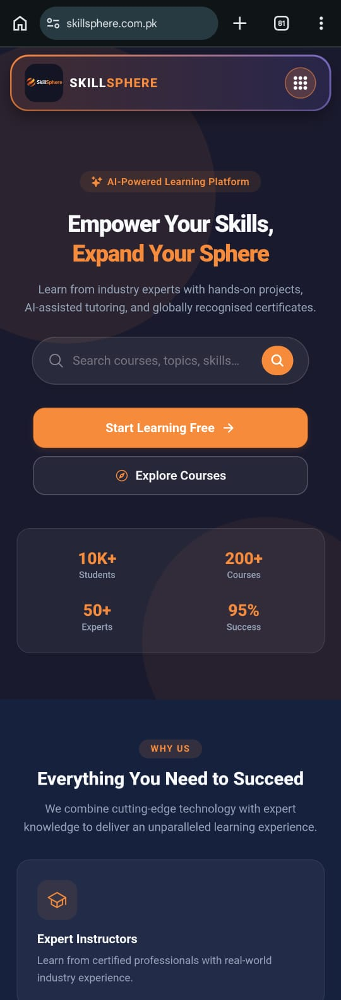 skillsphere.com.pk
81
SkillSphere
SKILLSPHERE
AI-Powered Learning Platform
Empower Your Skills,
Expand Your Sphere
Learn from industry experts with hands-on projects,
AI-assisted tutoring, and globally recognised certificates.
Search courses, topics, skills...
Start Learning Free →
Explore Courses
10K+
Students
200+
Courses
50+
Experts
95%
Success
WHY US
Everything You Need to Succeed
We combine cutting-edge technology with expert
knowledge to deliver an unparalleled learning experience.
Expert Instructors
Learn from certified professionals with real-world
industry experience.